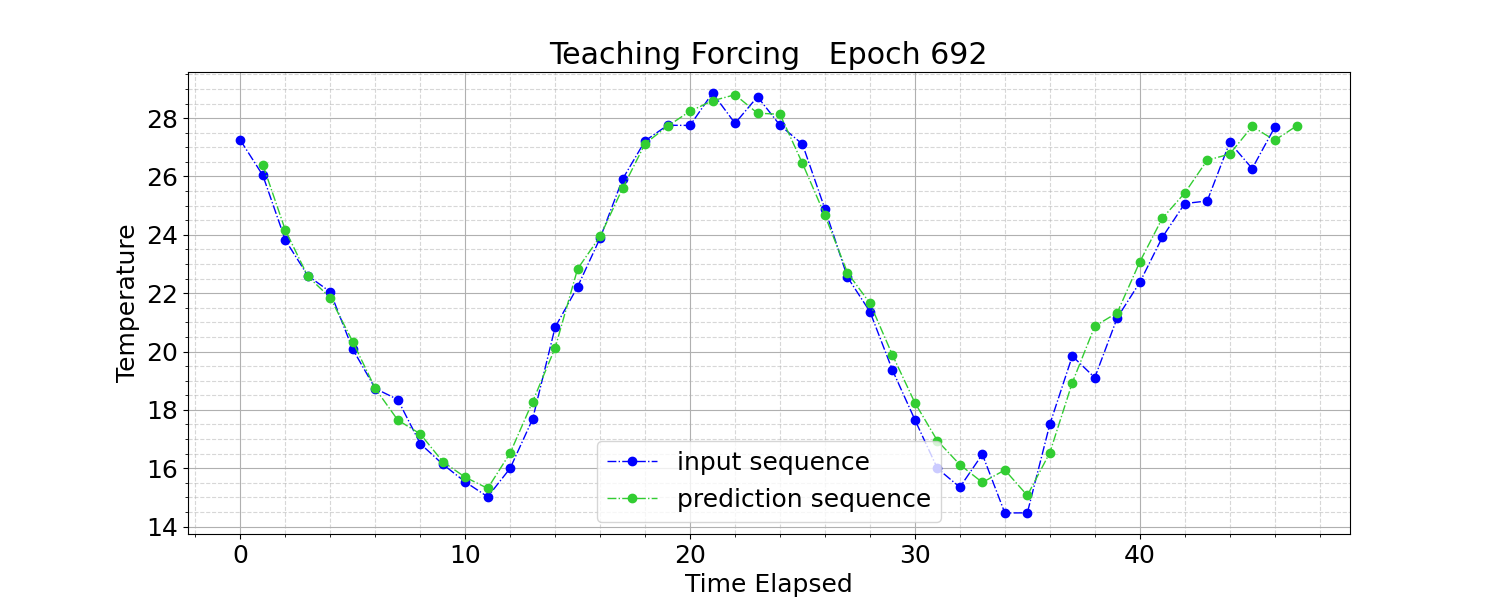 Teaching Forcing   Epoch 692
28
26
24
22
20
18
16
14
Temperature
input sequence
prediction sequence
0 10 20 30 40
Time Elapsed